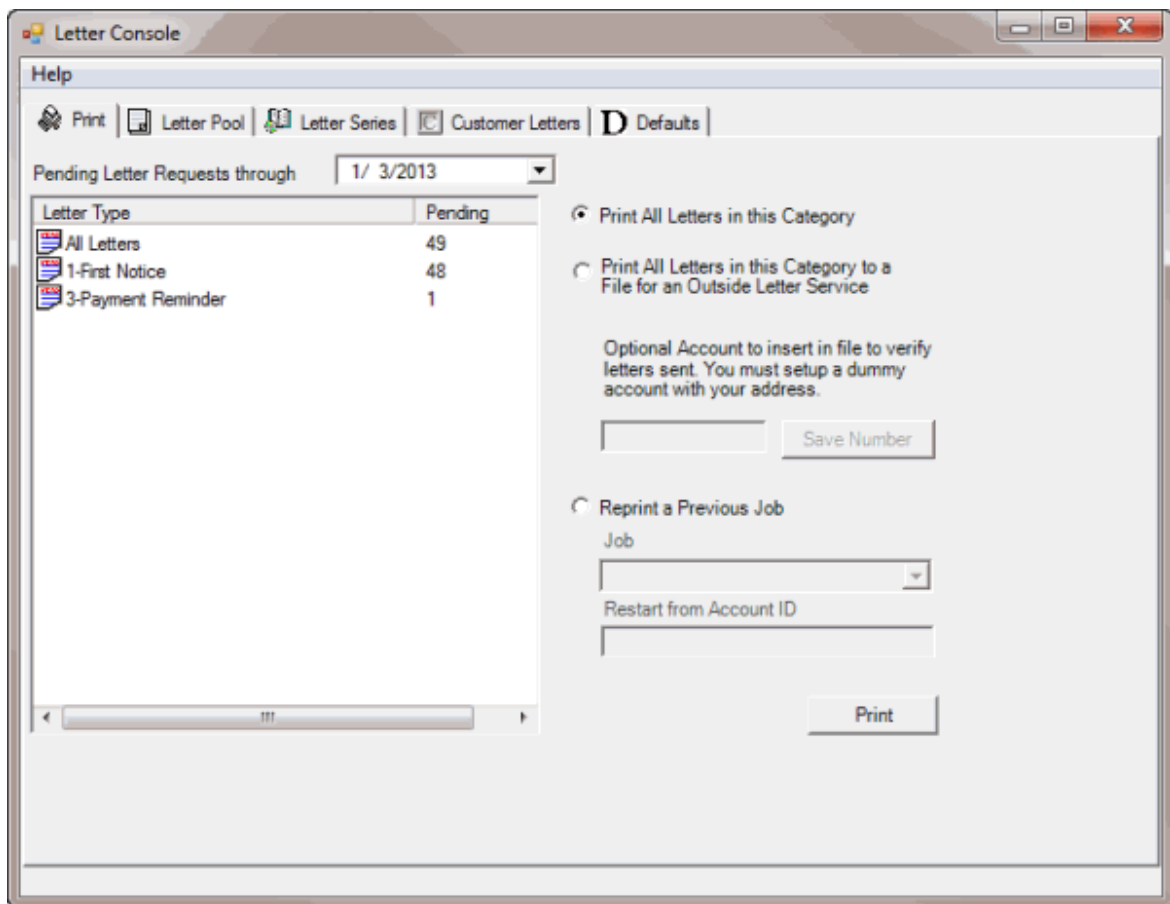 Letter Console
Help
Print
Letter Pool
Letter Series
C
Customer Letters
D
Defaults
Pending Letter Requests through
1/ 3/2013
Letter Type
Pending
All Letters
49
1-First Notice
48
3-Payment Reminder
1
Print All Letters in this Category
Print All Letters in this Category to a
File for an Outside Letter Service
Optional Account to insert in file to verify
letters sent. You must setup a dummy
account with your address.
Save Number
Reprint a Previous Job
Job
Restart from Account ID
Print